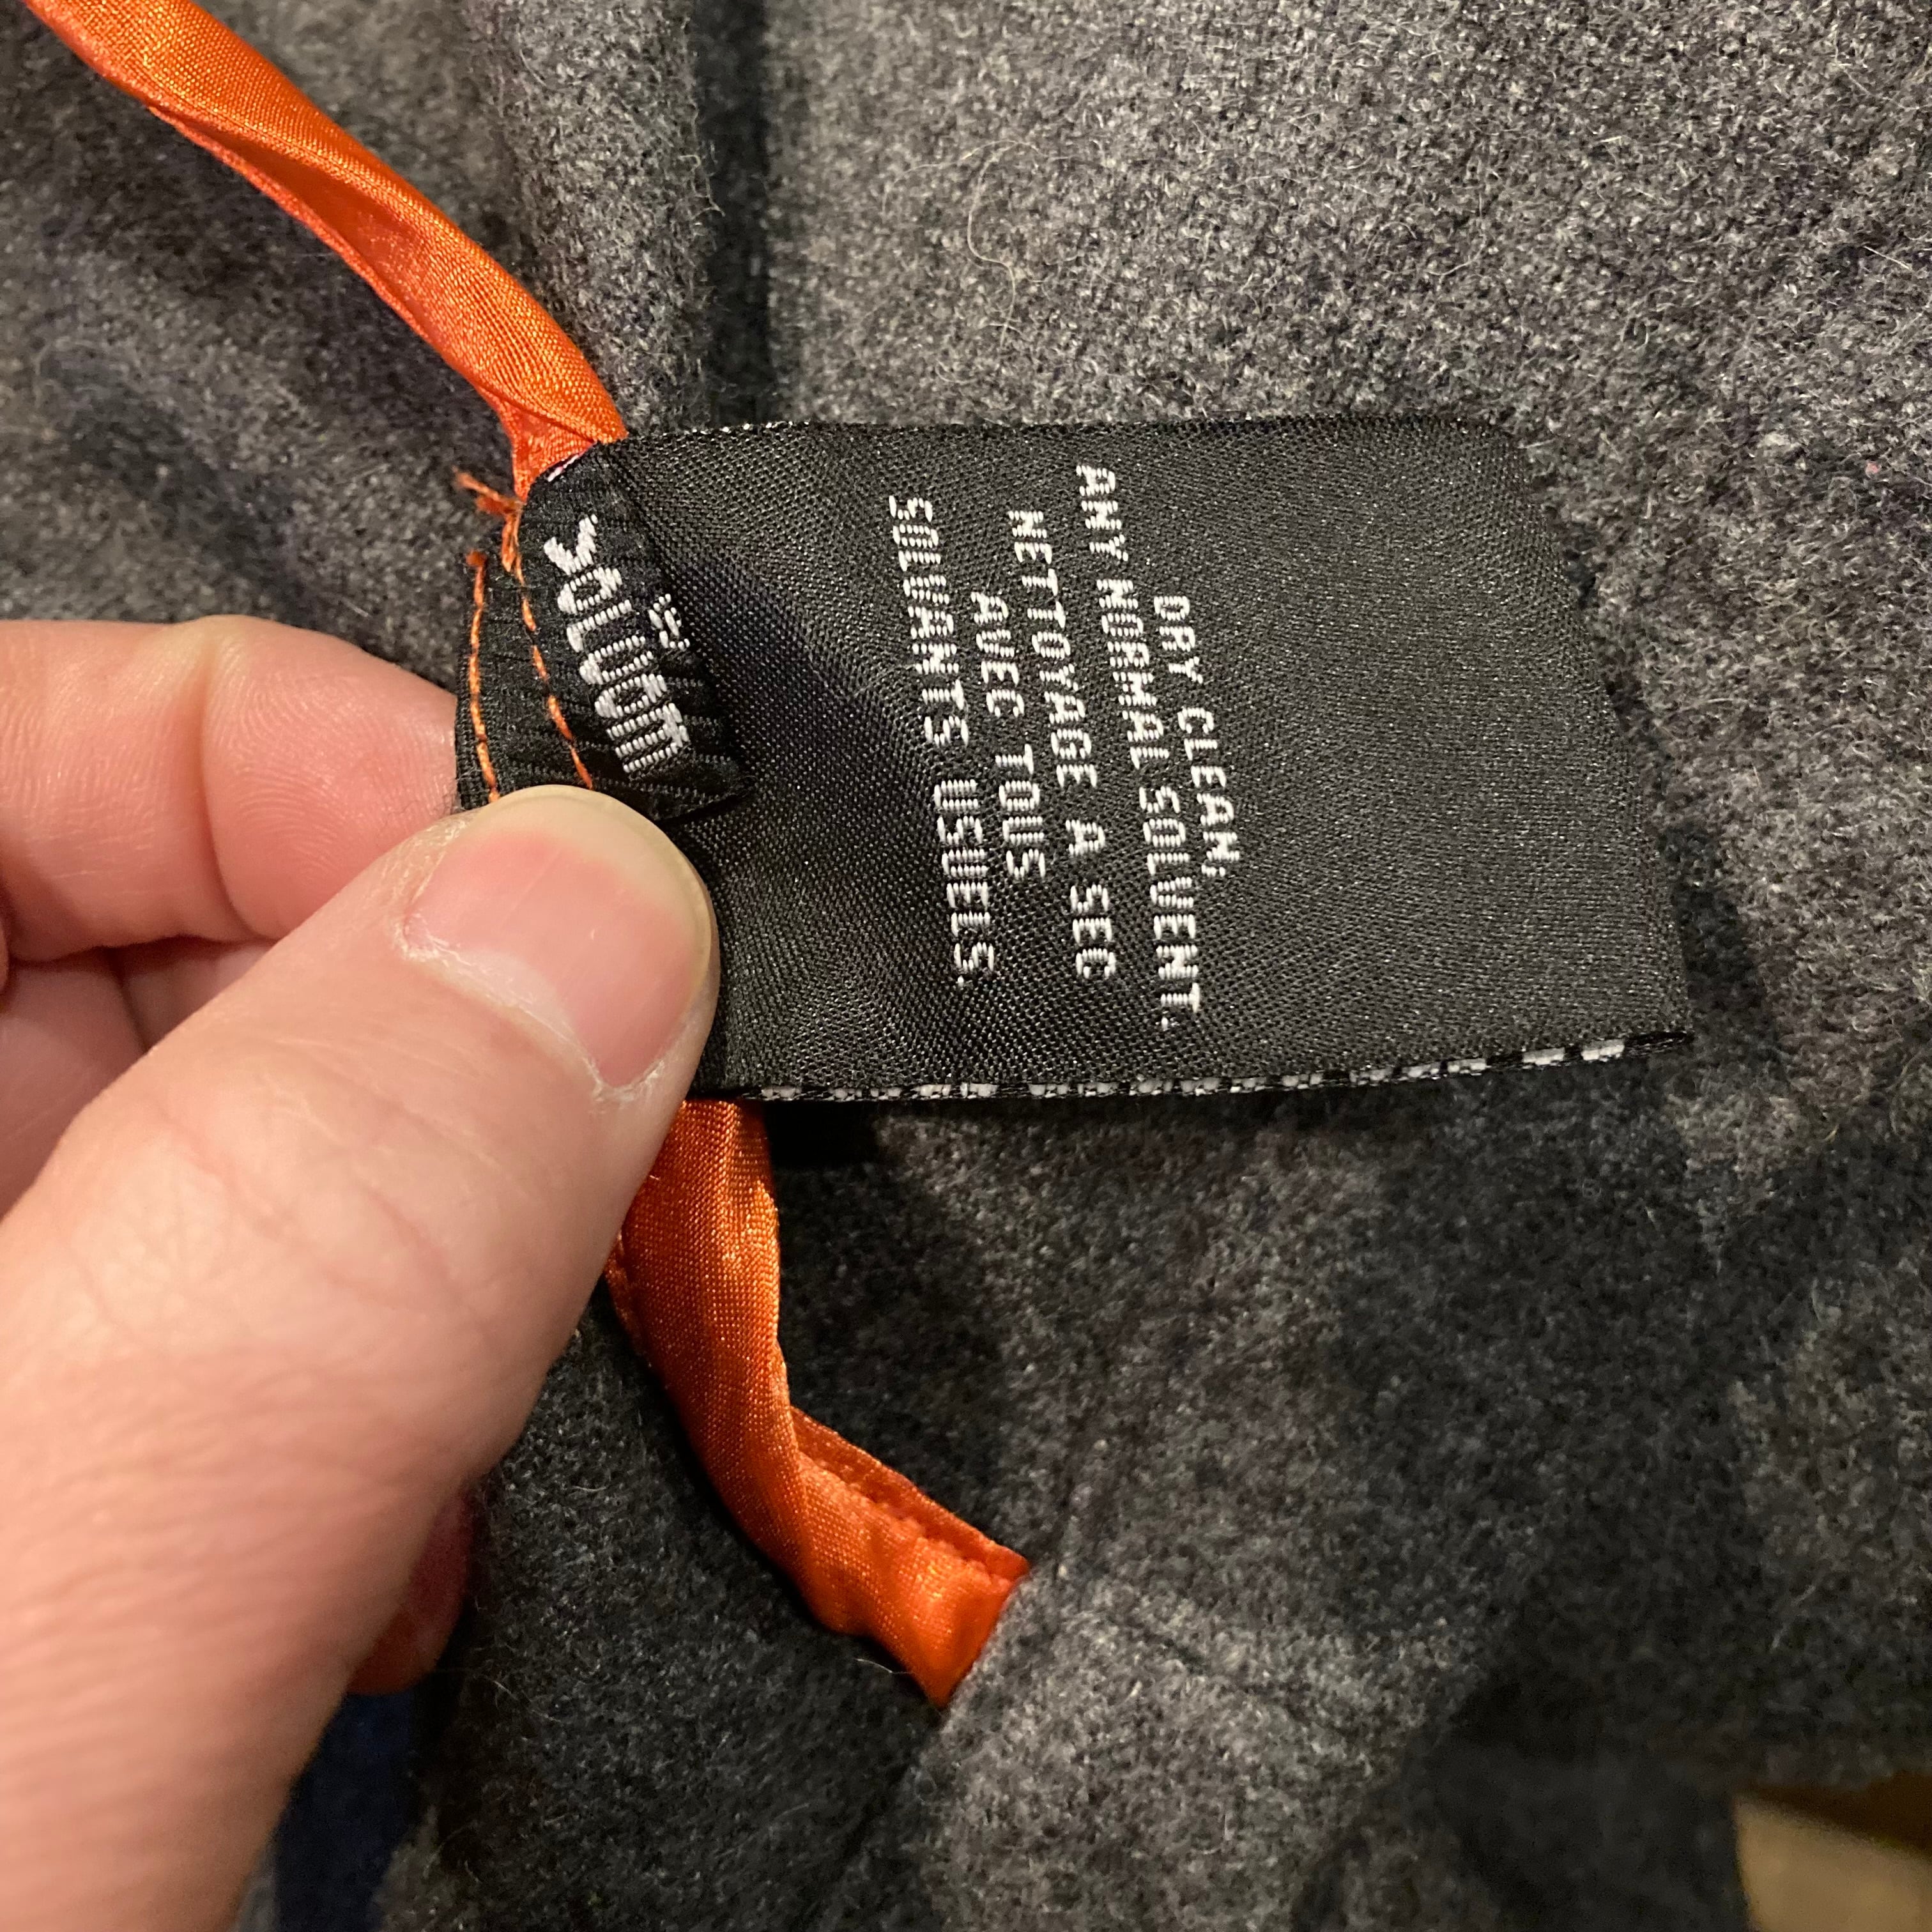 DRY CLEAN,
ANY NORMAL SOLVENT.
NETTOYAGE A SEC
AVEC TOUS
SOLVANTS USUELS.